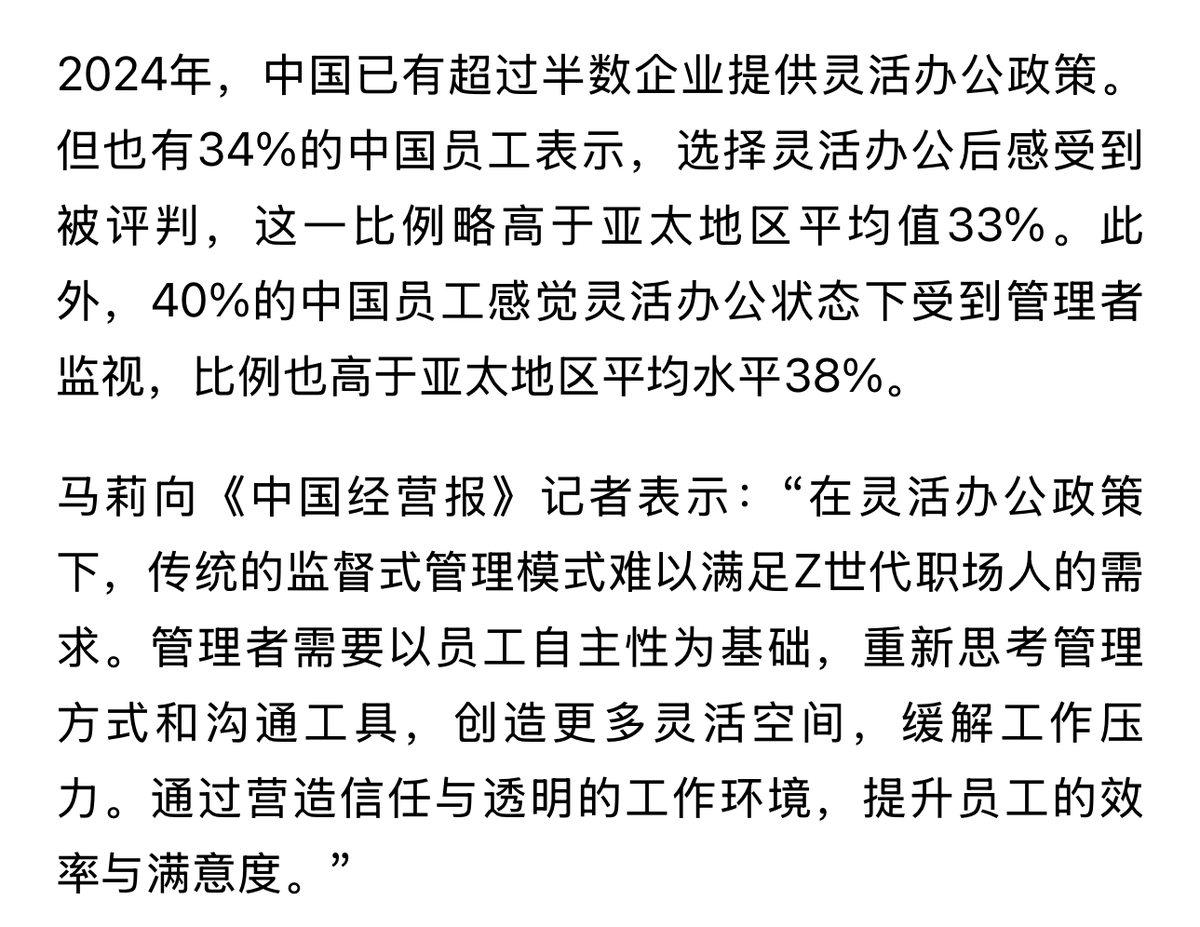 2024年，中国已有超过半数企业提供灵活办公政策。
但也有34%的中国员工表示，选择灵活办公后感受到
被评判，这一比例略高于亚太地区平均值33%。此
外，40%的中国员工感觉灵活办公状态下受到管理者
监视，比例也高于亚太地区平均水平38%。
马莉向《中国经营报》记者表示：“在灵活办公政策
下，传统的监督式管理模式难以满足Z世代职场人的需
求。管理者需要以员工自主性为基础，重新思考管理
方式和沟通工具，创造更多灵活空间，缓解工作压
力。通过营造信任与透明的工作环境，提升员工的效
率与满意度。”